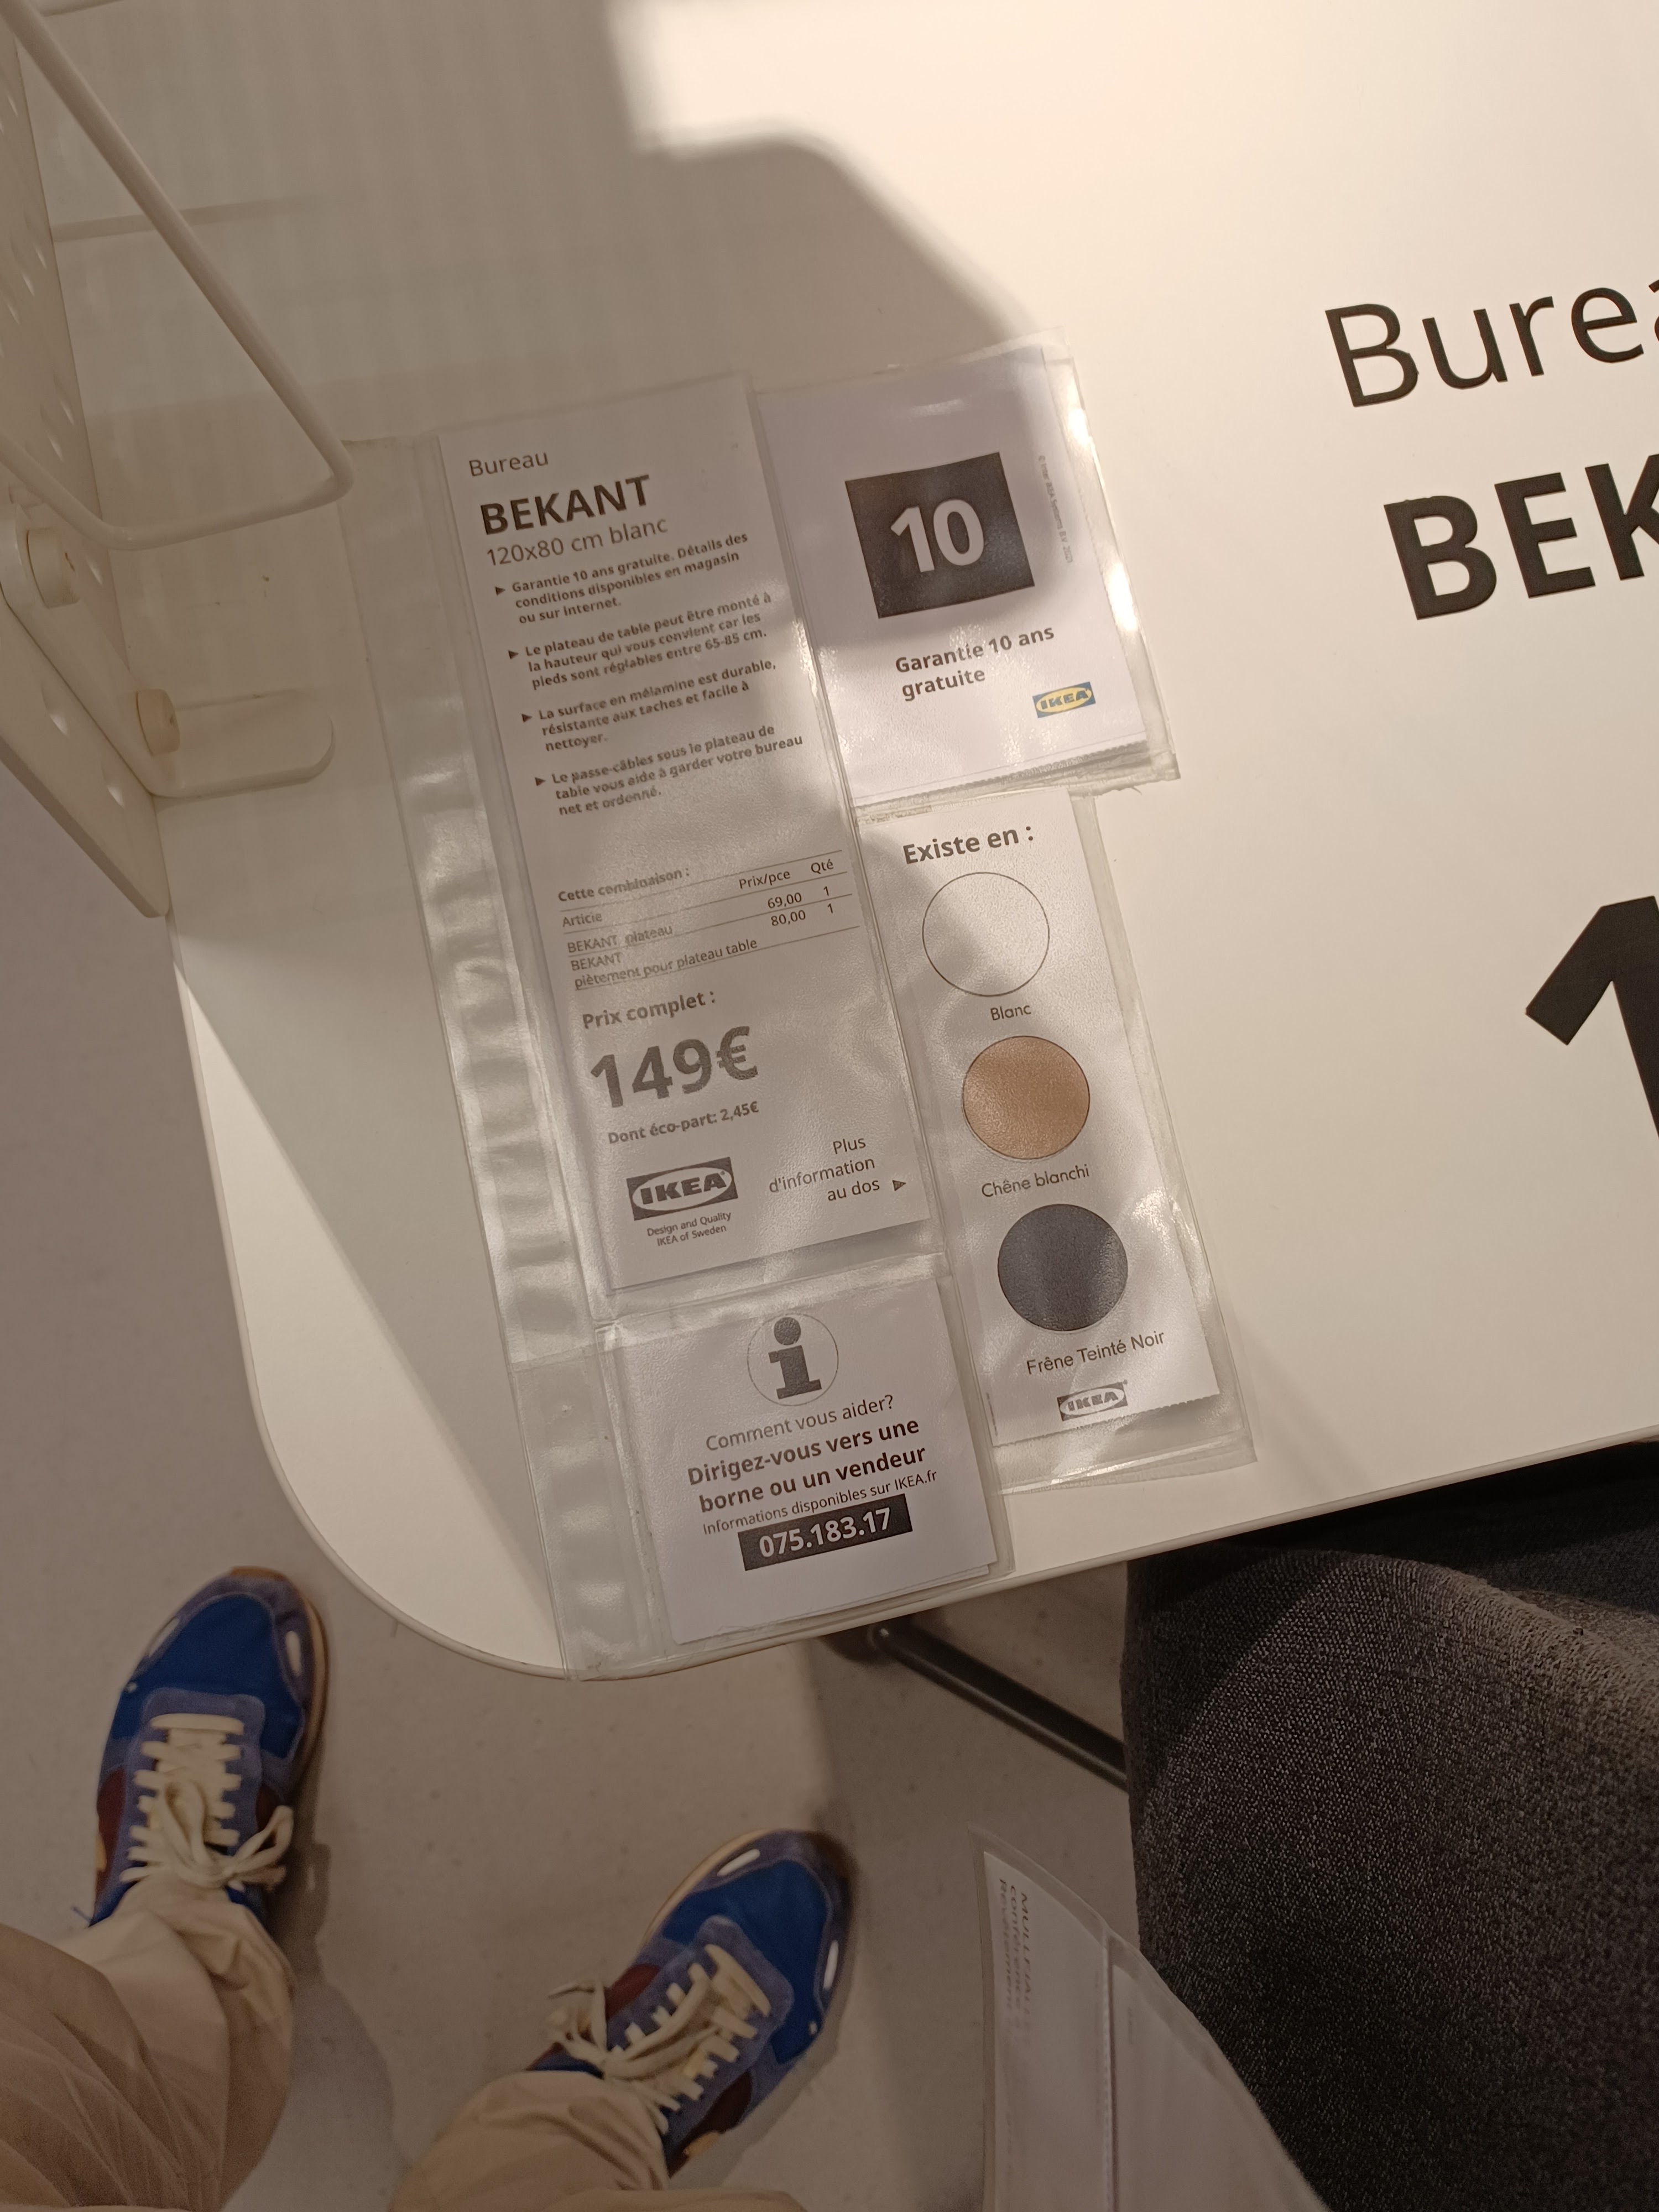 Bureau
BEKANT
120x80 cm blanc
► Garantie 10 ans gratuite. Détails des
conditions disponibles en magasin
ou sur internet.
► Le plateau de table peut être monté à
la hauteur qui vous convient car les
pieds sont réglables entre 65-85 cm.
► La surface en mélamine est durable,
résistante aux taches et facile à
nettoyer.
► Le passe-câbles sous le plateau de
table vous aide à garder votre bureau
net et ordonné.
Cette combinaison :
Article Prix/pce Qté
BEKANT plateau 69,00 1
BEKANT 80,00 1
piètement pour plateau table
Prix complet :
149€
Dont éco-part: 2,45€
IKEA
Design and Quality
IKEA of Sweden
Plus
d'information
au dos ►
i
Comment vous aider?
Dirigez-vous vers une
borne ou un vendeur
Informations disponibles sur IKEA.fr
075.183.17
10
Garantie 10 ans
gratuite
IKEA
Existe en :
Blanc
Chêne blanchi
Frêne Teinté Noir
IKEA
Burea
BEK
1